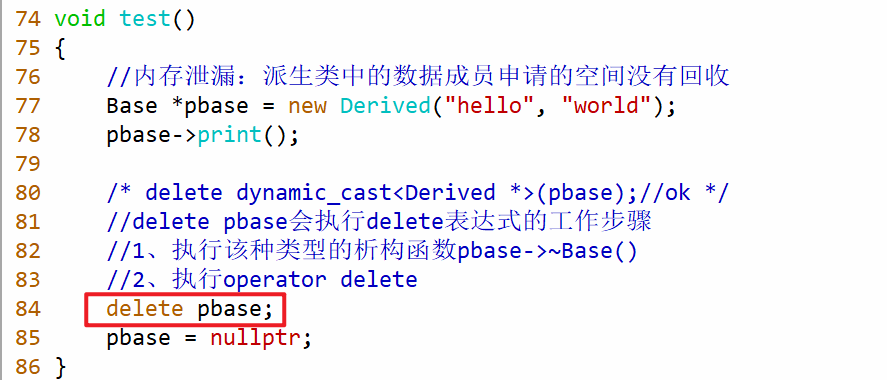 74 void test()
75 {
76     //内存泄漏：派生类中的数据成员申请的空间没有回收
77     Base *pbase = new Derived("hello", "world");
78     pbase->print();
79
80     /* delete dynamic_cast<Derived *>(pbase);//ok */
81     //delete pbase会执行delete表达式的工作步骤
82     //1、执行该种类型的析构函数pbase->~Base()
83     //2、执行operator delete
84     delete pbase;
85     pbase = nullptr;
86 }